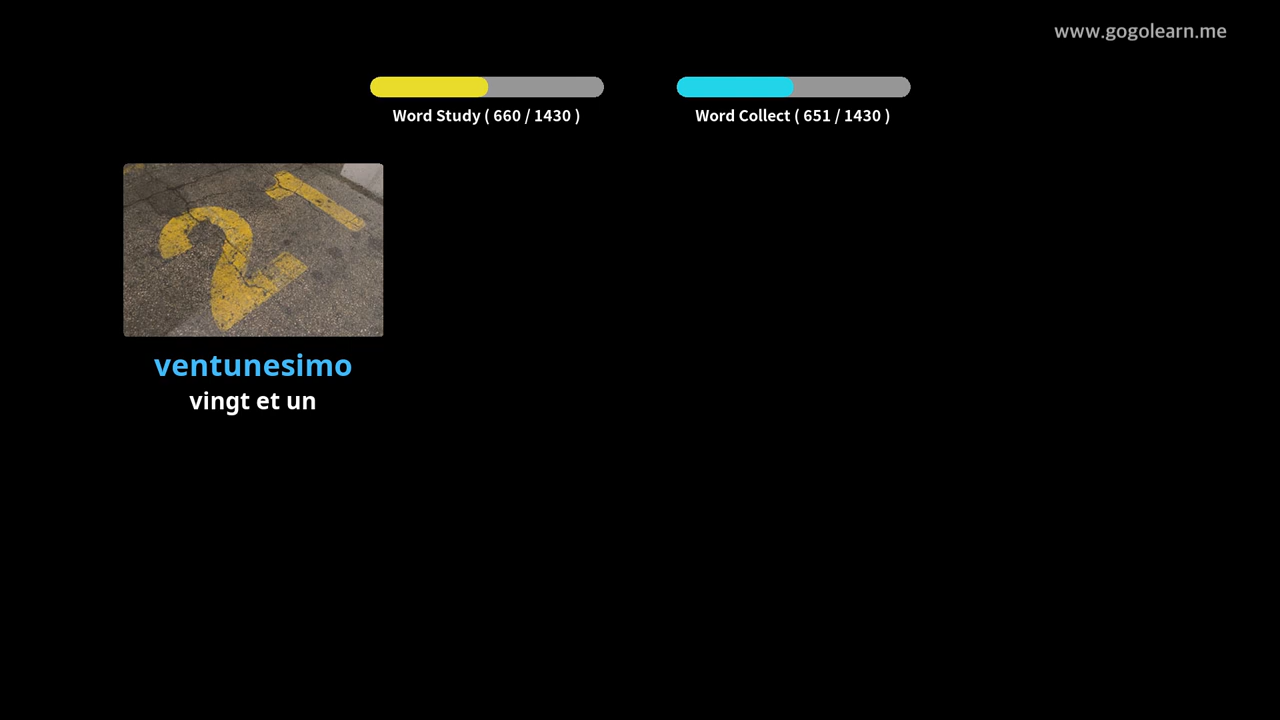 www.gogolearn.me
Word Study ( 660 / 1430 )
Word Collect ( 651 / 1430 )
21
ventunesimo
vingt et un